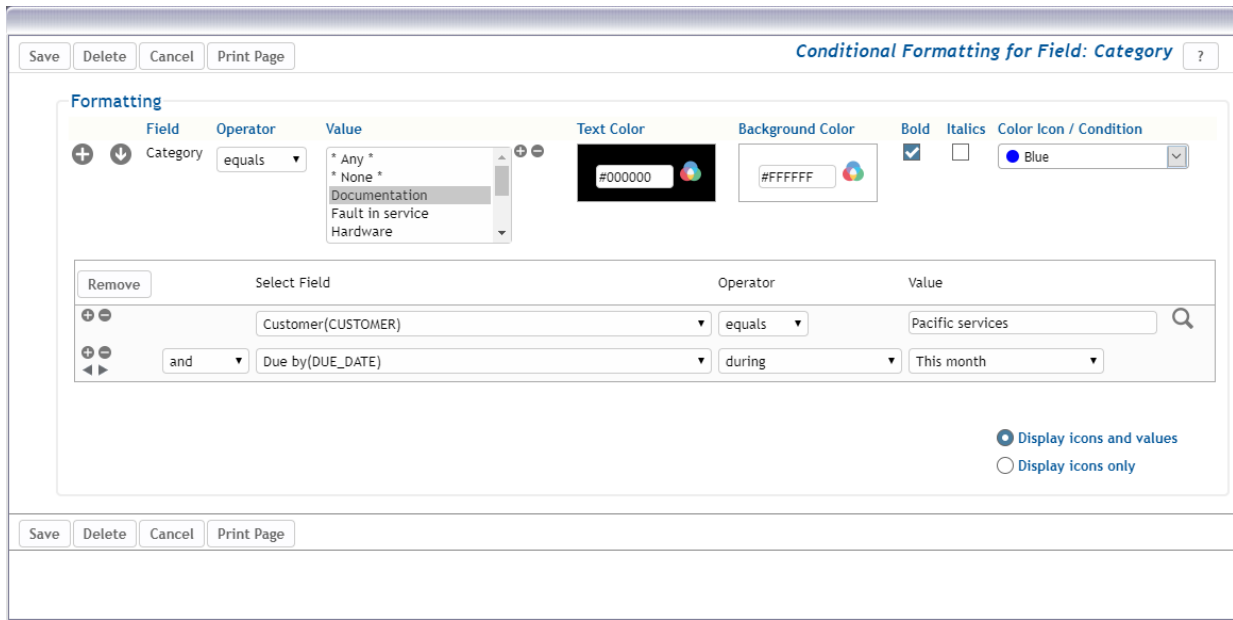 Save Delete Cancel Print Page Conditional Formatting for Field: Category ?
Formatting
Field Operator Value Text Color Background Color Bold Italics Color Icon / Condition
Category equals * Any * #000000 #FFFFFF Blue
* None *
Documentation
Fault in service
Hardware
Remove Select Field Operator Value
Customer(CUSTOMER) equals Pacific services
and Due by(DUE_DATE) during This month
Display icons and values
Display icons only
Save Delete Cancel Print Page